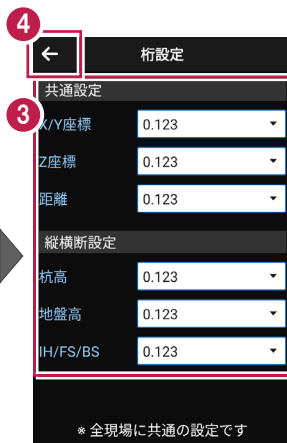 4
← 桁設定
3
共通設定
X/Y座標 0.123
Z座標 0.123
距離 0.123
縦横断設定
杭高 0.123
地盤高 0.123
IH/FS/BS 0.123
※ 全現場に共通の設定です